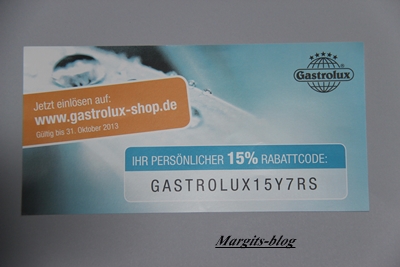 Gastrolux
Jetzt einlösen auf:
www.gastrolux-shop.de
Gültig bis 31. Oktober 2013
IHR PERSÖNLICHER 15% RABATTCODE:
GASTROLUX15Y7RS
Margits-blog